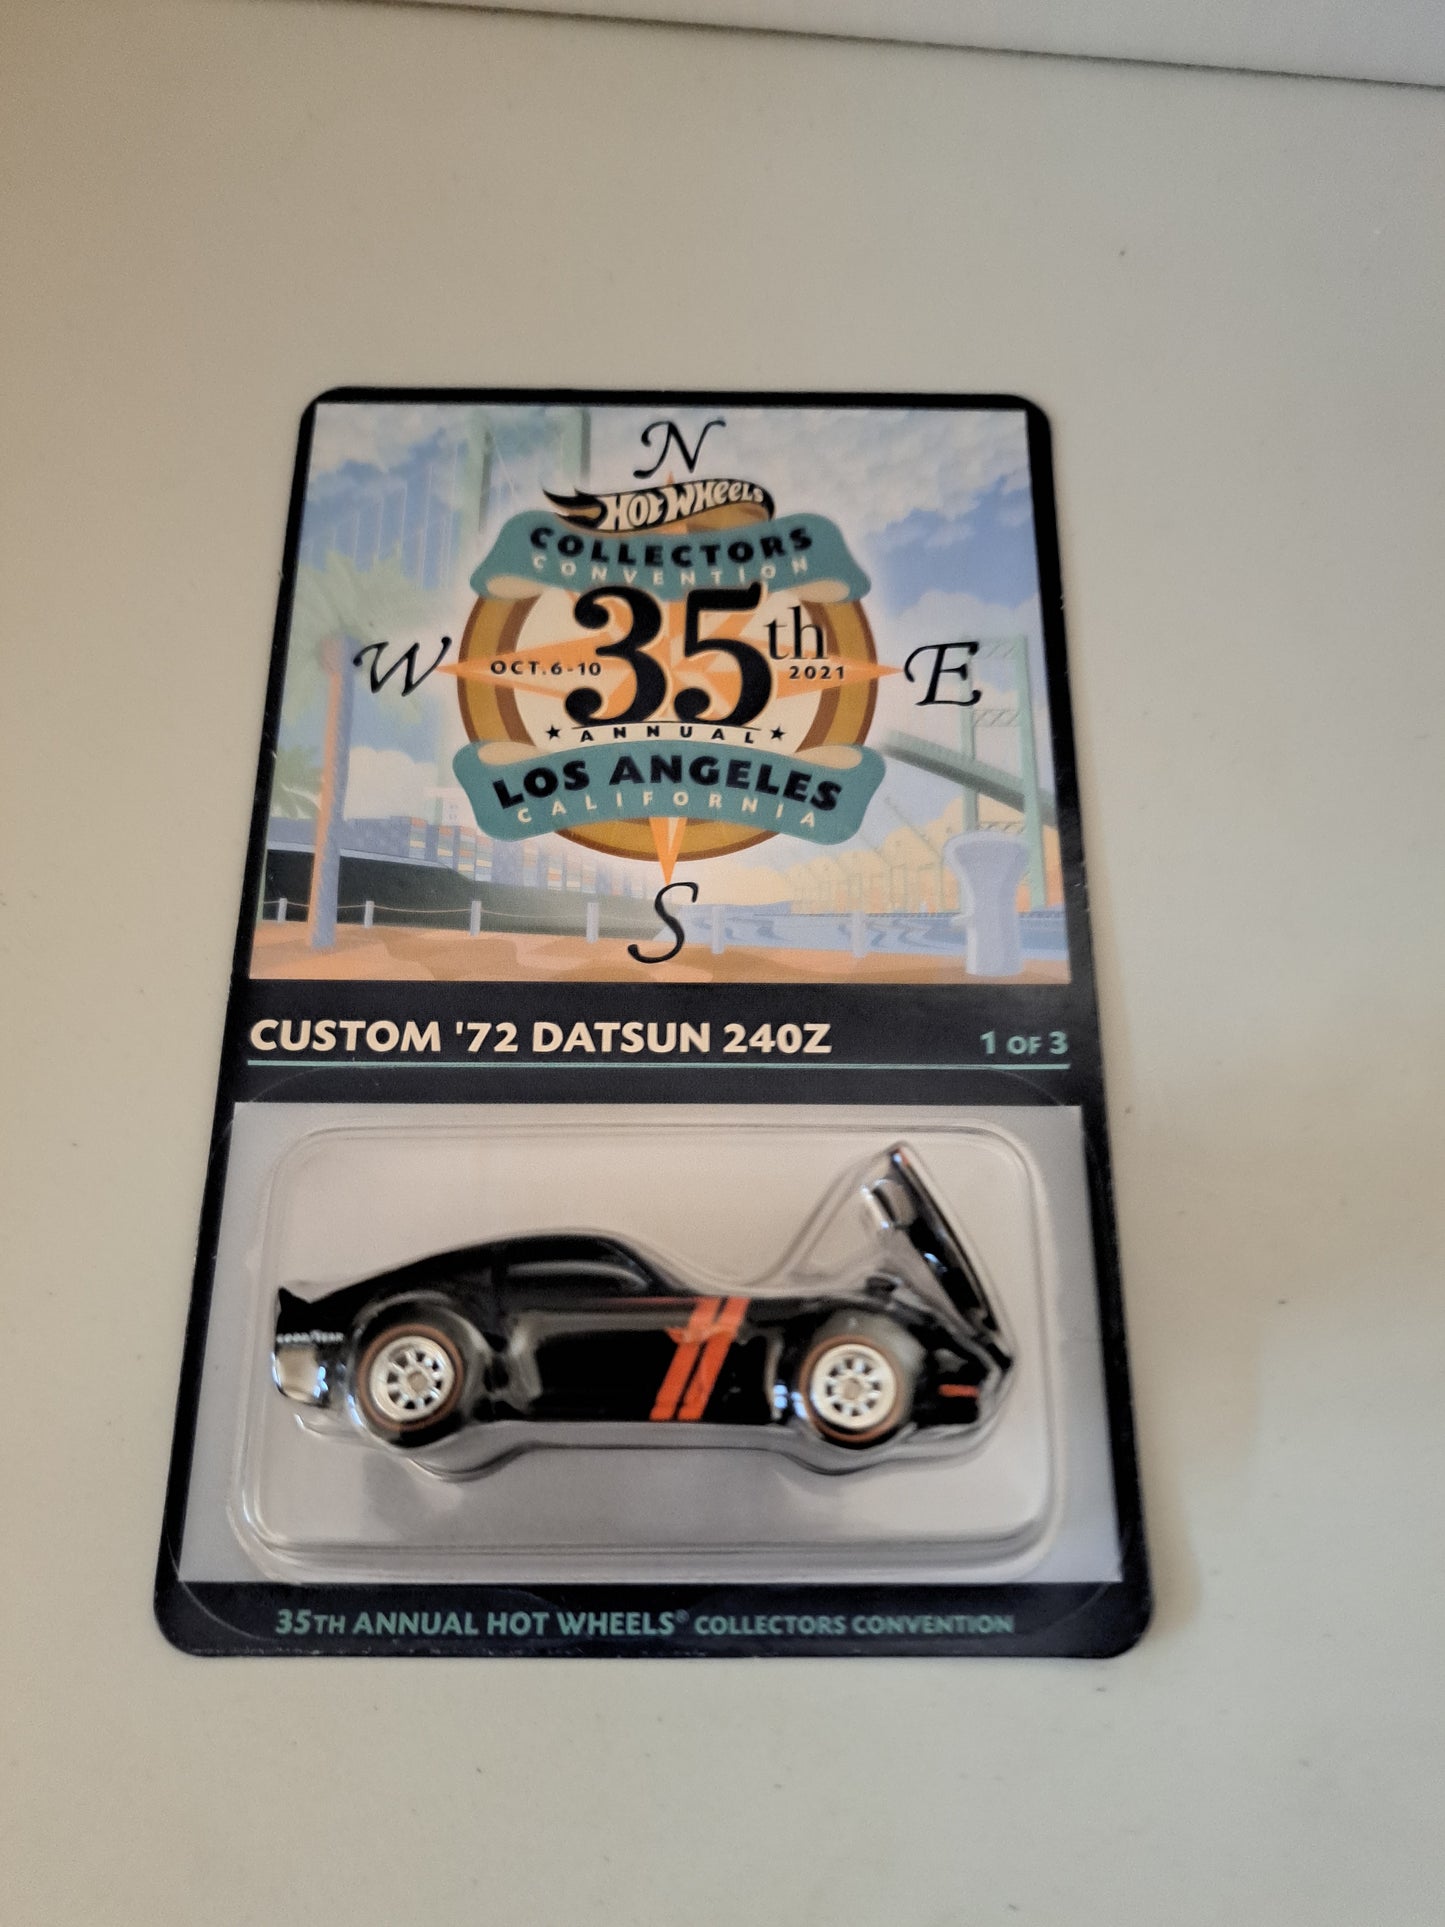 N
HOT WHEELS
COLLECTORS
CONVENTION
35th
W
OCT. 6-10
2021
E
★ ANNUAL ★
LOS ANGELES
CALIFORNIA
S
CUSTOM '72 DATSUN 240Z
1 OF 3
GOODYEAR
35TH ANNUAL HOT WHEELS® COLLECTORS CONVENTION